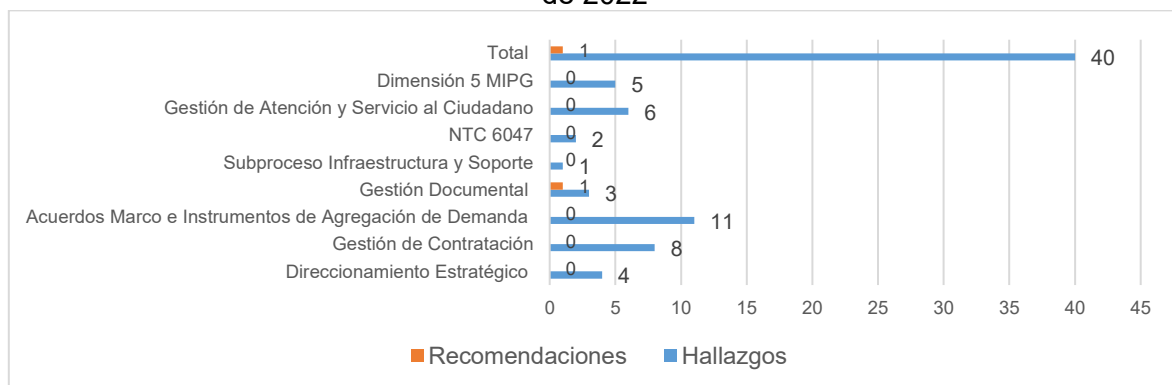 de 2022
Total 1 40
Dimensión 5 MIPG 0 5
Gestión de Atención y Servicio al Ciudadano 0 6
NTC 6047 0 2
Subproceso Infraestructura y Soporte 0 1
Gestión Documental 1 3
Acuerdos Marco e Instrumentos de Agregación de Demanda 0 11
Gestión de Contratación 0 8
Direccionamiento Estratégico 0 4
0 5 10 15 20 25 30 35 40 45
Recomendaciones Hallazgos